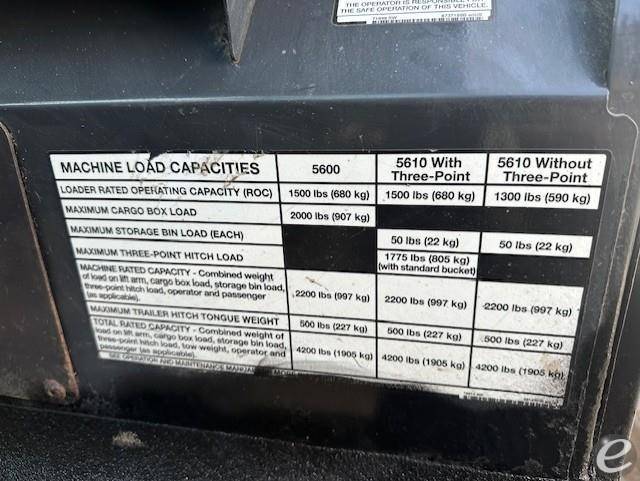 THE OPERATOR IS RESPONSIBLE FOR
THE SAFE OPERATION OF THIS VEHICLE.
MACHINE LOAD CAPACITIES 5600 5610 With Three-Point 5610 Without Three-Point
LOADER RATED OPERATING CAPACITY (ROC) 1500 lbs (680 kg) 1500 lbs (680 kg) 1300 lbs (590 kg)
MAXIMUM CARGO BOX LOAD 2000 lbs (907 kg)
MAXIMUM STORAGE BIN LOAD (EACH) 50 lbs (22 kg) 50 lbs (22 kg)
MAXIMUM THREE-POINT HITCH LOAD 1775 lbs (805 kg) (with standard bucket)
MACHINE RATED CAPACITY - Combined weight
of load on lift arm, cargo box load, storage bin load,
three-point hitch load, operator and passenger
(as applicable). 2200 lbs (997 kg) 2200 lbs (997 kg) 2200 lbs (997 kg)
MAXIMUM TRAILER HITCH TONGUE WEIGHT 500 lbs (227 kg) 500 lbs (227 kg) 500 lbs (227 kg)
TOTAL RATED CAPACITY - Combined weight of
load on lift arm, cargo box load, storage bin load,
three-point hitch load, tow weight, operator and
passenger (as applicable). 4200 lbs (1905 kg) 4200 lbs (1905 kg) 4200 lbs (1905 kg)
SEE OPERATION AND MAINTENANCE MANUAL
e